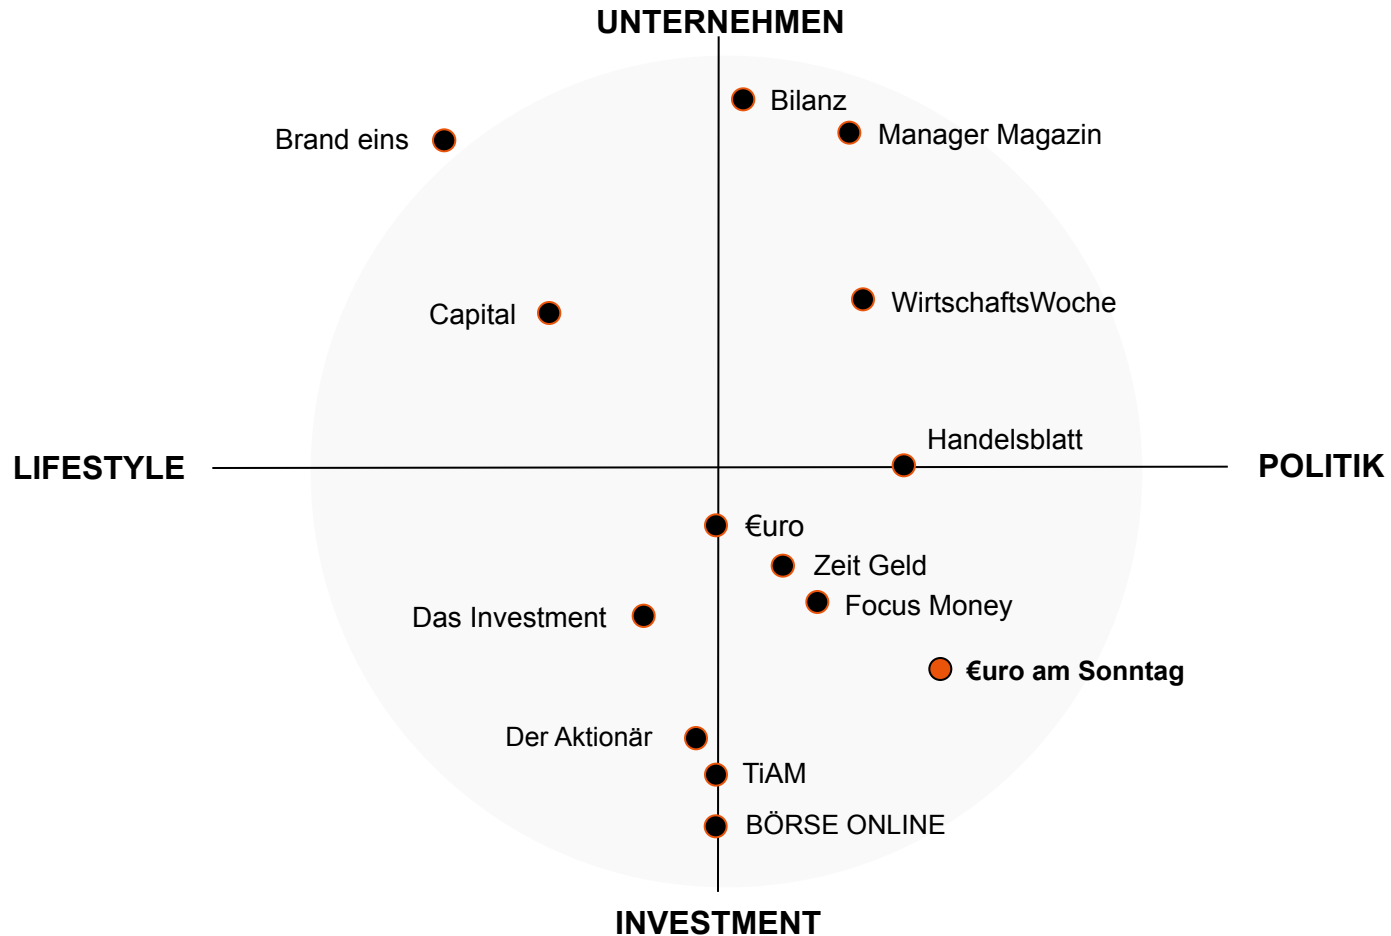 UNTERNEHMEN
Bilanz
Manager Magazin
Brand eins
WirtschaftsWoche
Capital
Handelsblatt
LIFESTYLE
POLITIK
€uro
Zeit Geld
Focus Money
Das Investment
€uro am Sonntag
Der Aktionär
TiAM
BÖRSE ONLINE
INVESTMENT